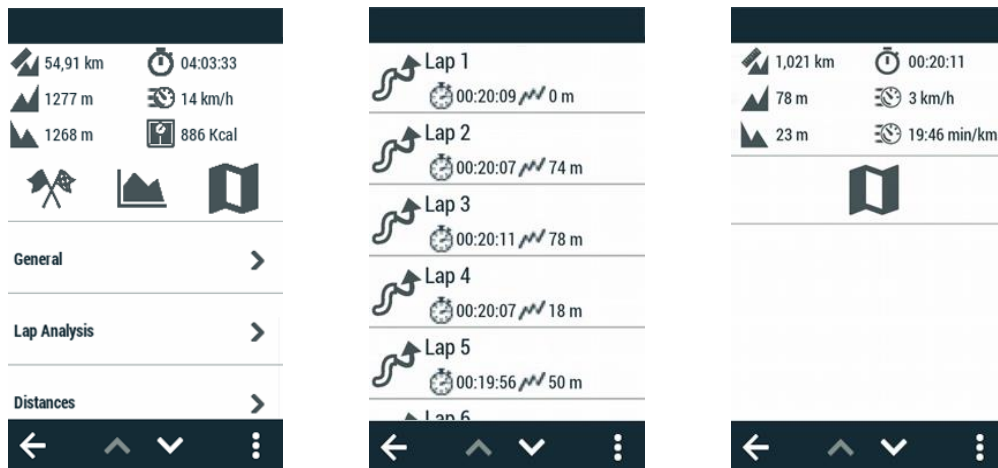 54,91 km 04:03:33
1277 m 14 km/h
1268 m 886 Kcal
General
Lap Analysis
Distances
Lap 1
00:20:09 0 m
Lap 2
00:20:07 74 m
Lap 3
00:20:11 78 m
Lap 4
00:20:07 18 m
Lap 5
00:19:56 50 m
Lap 6
1,021 km 00:20:11
78 m 3 km/h
23 m 19:46 min/km